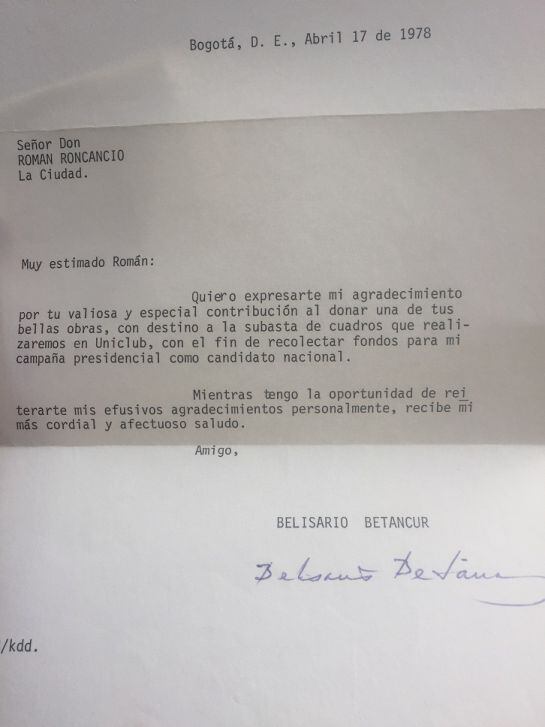 Bogotá, D. E., Abril 17 de 1978
Señor Don
ROMAN RONCANCIO
La Ciudad.
Muy estimado Román:
Quiero expresarte mi agradecimiento
por tu valiosa y especial contribución al donar una de tus
bellas obras, con destino a la subasta de cuadros que reali-
zaremos en Uniclub, con el fin de recolectar fondos para mi
campaña presidencial como candidato nacional.
Mientras tengo la oportunidad de rei
terarte mis efusivos agradecimientos personalmente, recibe mi
más cordial y afectuoso saludo.
Amigo,
BELISARIO BETANCUR
Belisario Betancur
/kdd.